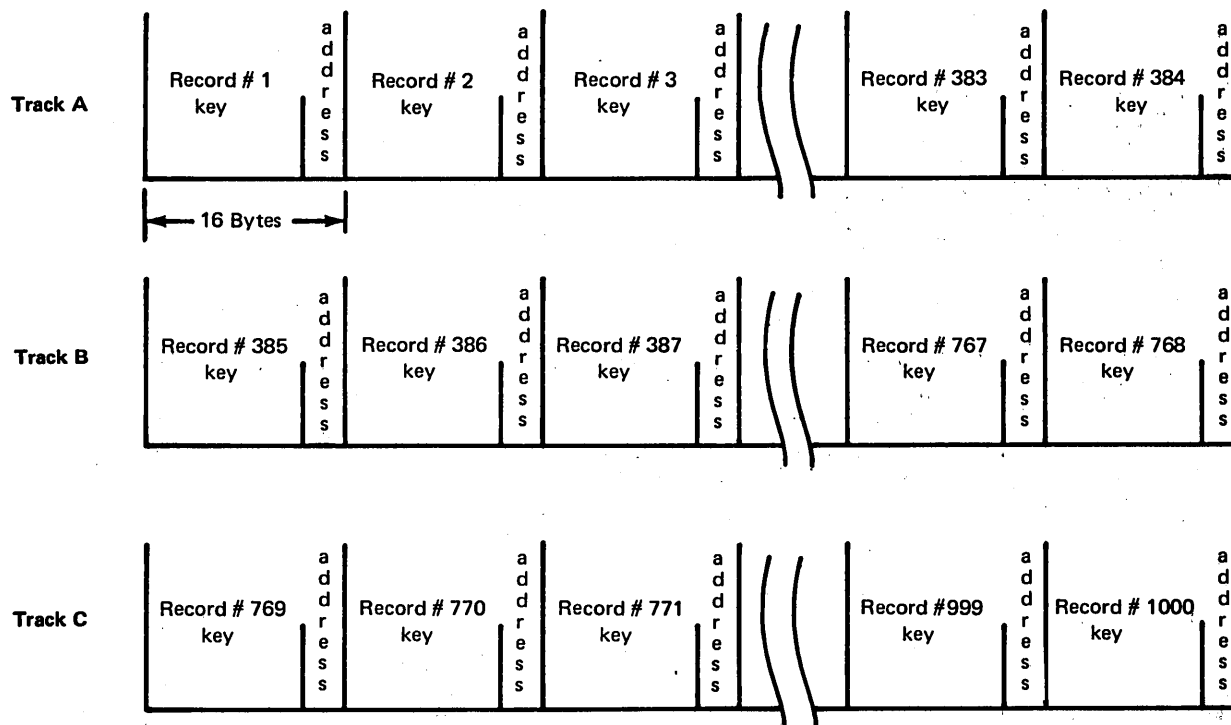 Track A
Record # 1
key
address
Record # 2
key
address
Record # 3
key
address
Record # 383
key
address
Record # 384
key
address
16 Bytes
Track B
Record # 385
key
address
Record # 386
key
address
Record # 387
key
address
Record # 767
key
address
Record # 768
key
address
Track C
Record # 769
key
address
Record # 770
key
address
Record # 771
key
address
Record #999
key
address
Record # 1000
key
address